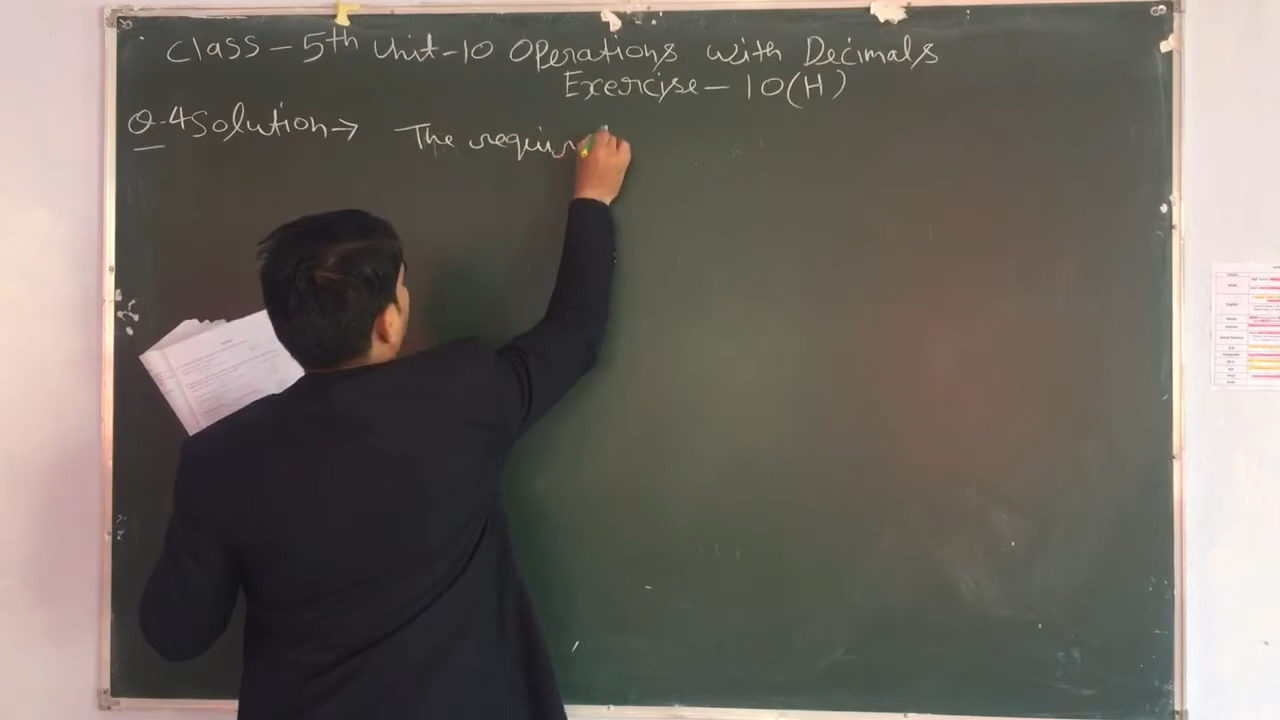 Class - 5th Unit-10 Operations with Decimals
Exercise - 10(H)
Q.4 Solution → The requir